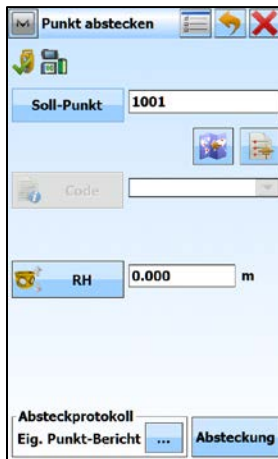 Punkt abstecken
Soll-Punkt 1001
Code
RH 0.000 m
Absteckprotokoll
Eig. Punkt-Bericht ... Absteckung